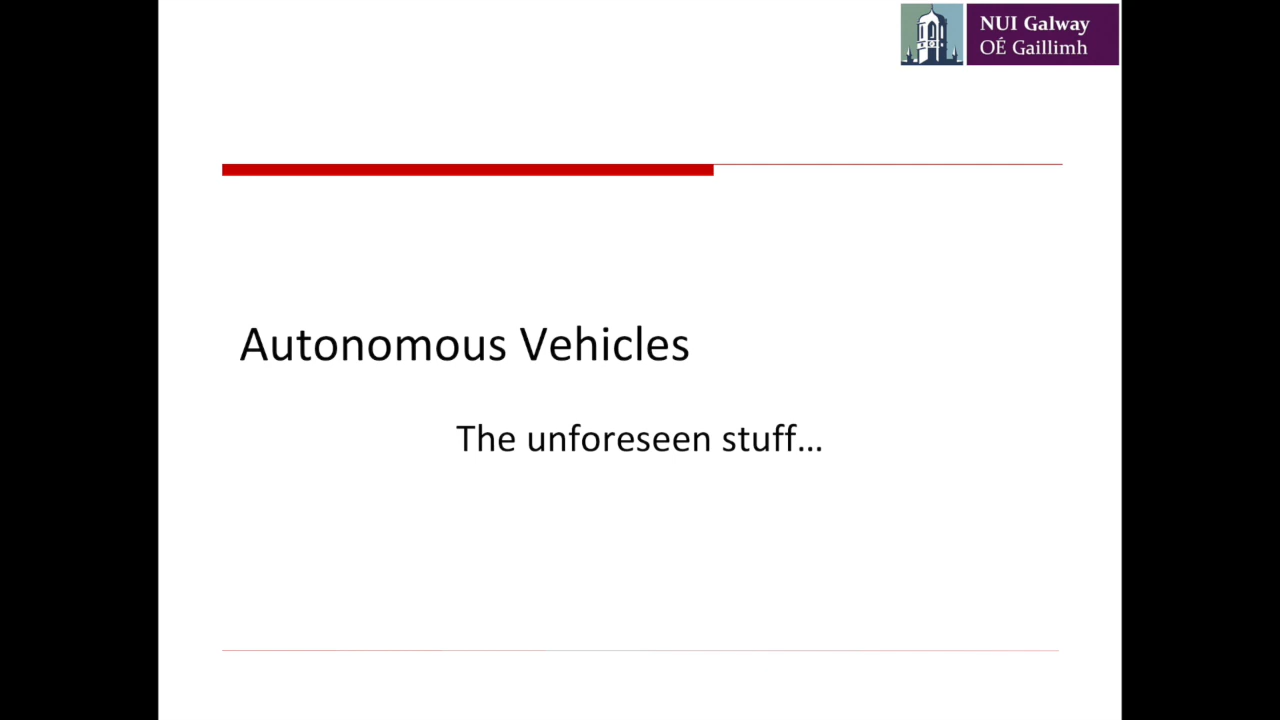 NUI Galway
OÉ Gaillimh
Autonomous Vehicles
The unforeseen stuff...